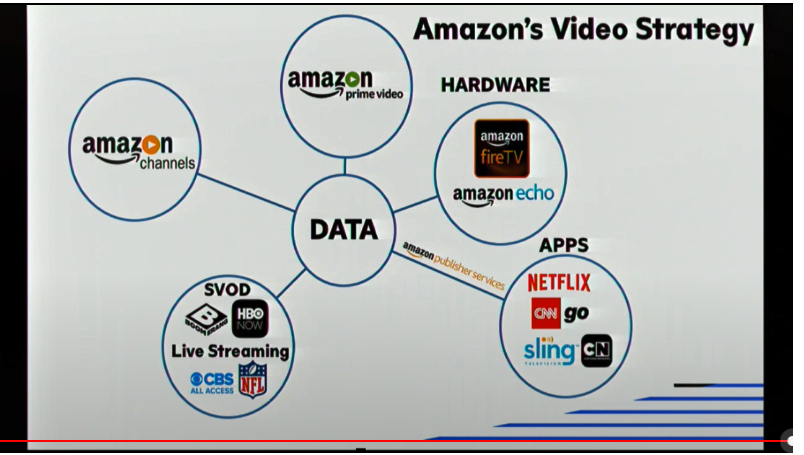 Amazon's Video Strategy
amazon
prime video
HARDWARE
amazon
channels
amazon
fireTV
amazon echo
DATA
amazon publisher services
APPS
NETFLIX
CNN go
sling
TELEVISION
CN
SVOD
BOOMERANG
HBO
NOW
Live Streaming
CBS
ALL ACCESS
NFL